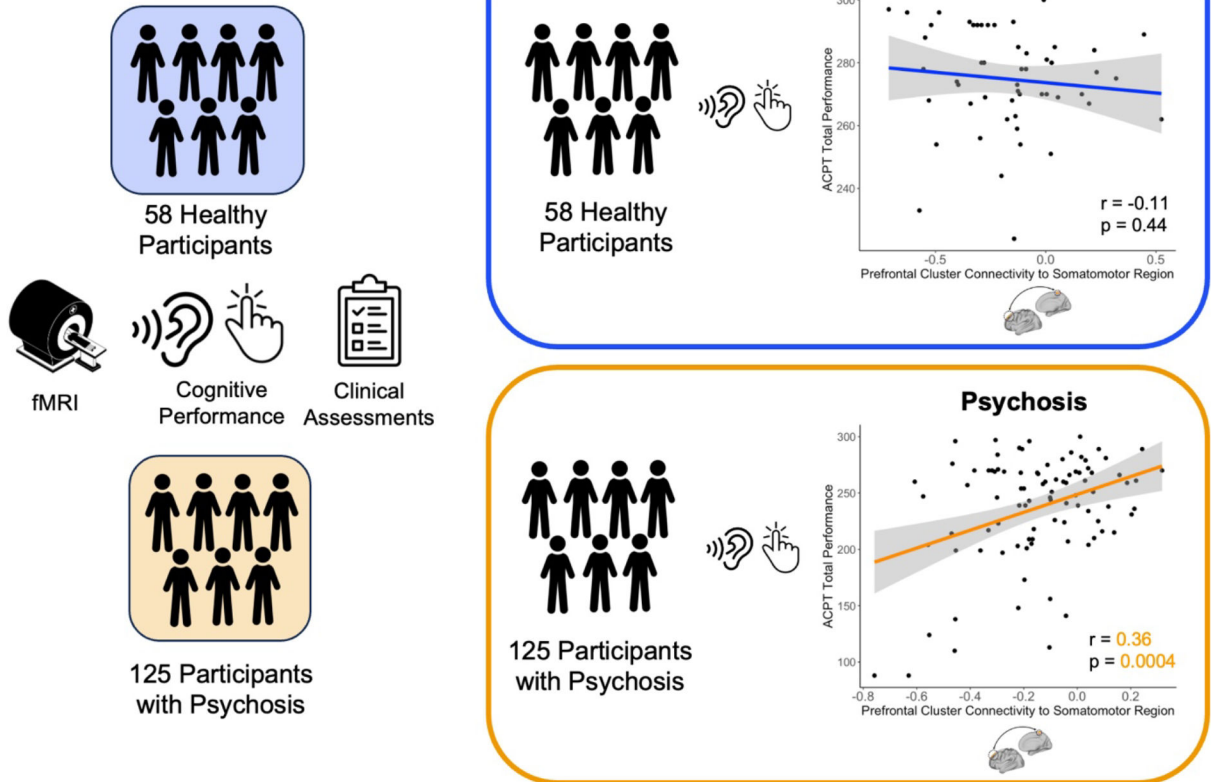 58 Healthy
Participants
fMRI
Cognitive
Performance
Clinical
Assessments
125 Participants
with Psychosis
58 Healthy
Participants
ACPT Total Performance
300
280
260
240
r = -0.11
p = 0.44
-0.5
0.0
0.5
Prefrontal Cluster Connectivity to Somatomotor Region
125 Participants
with Psychosis
Psychosis
ACPT Total Performance
300
250
200
150
100
r = 0.36
p = 0.0004
-0.8
-0.6
-0.4
-0.2
0.0
0.2
Prefrontal Cluster Connectivity to Somatomotor Region